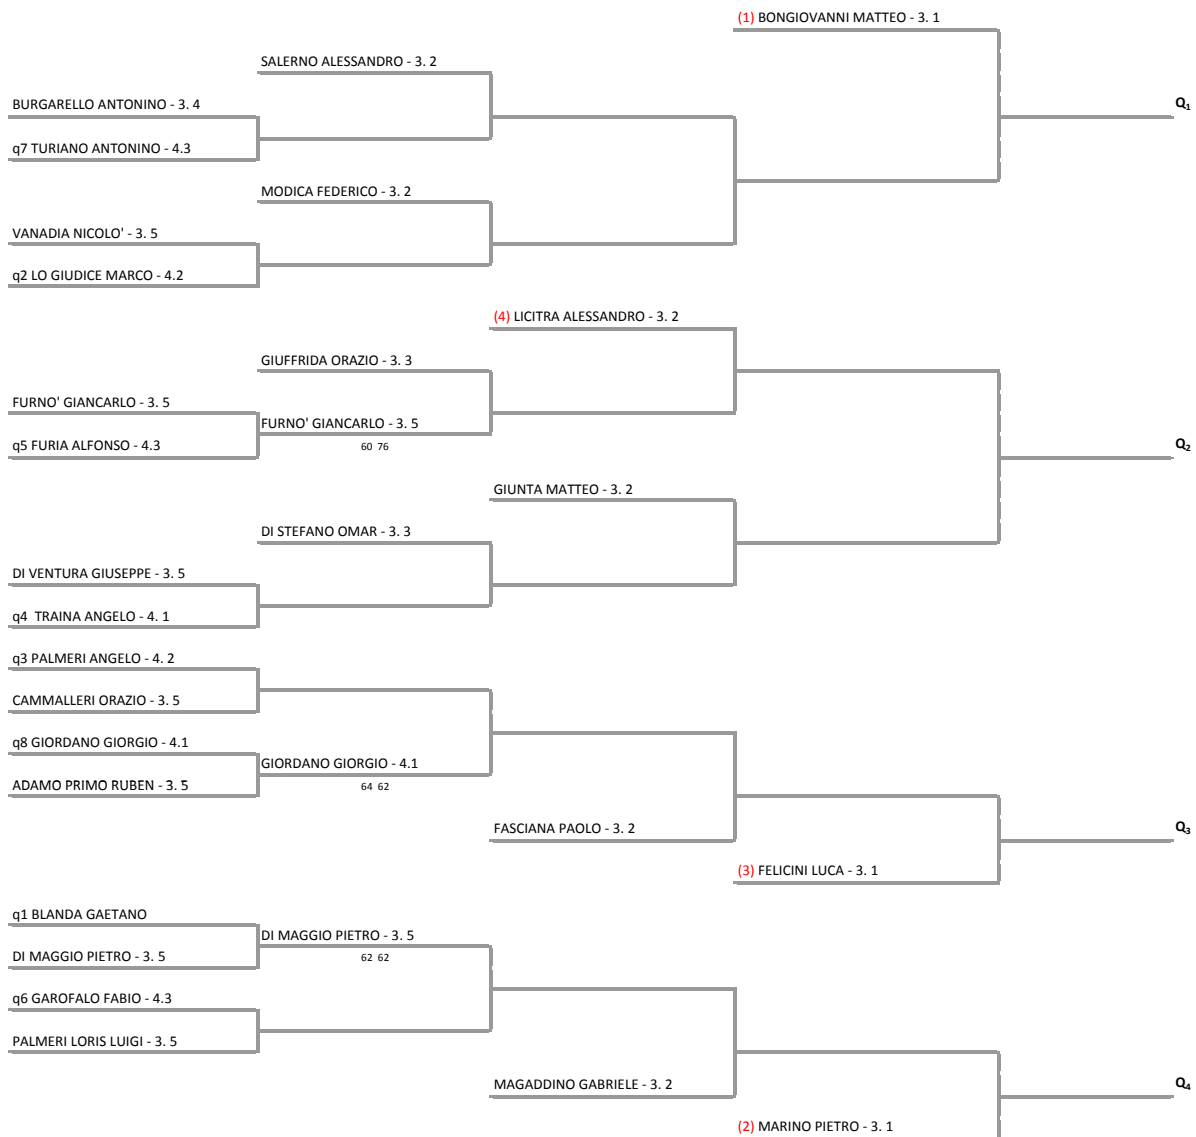 (1) BONGIOVANNI MATTEO - 3. 1
SALERNO ALESSANDRO - 3. 2
BURGARELLO ANTONINO - 3. 4
Q1
q7 TURIANO ANTONINO - 4.3
MODICA FEDERICO - 3. 2
VANADIA NICOLO' - 3. 5
q2 LO GIUDICE MARCO - 4.2
(4) LICITRA ALESSANDRO - 3. 2
GIUFFRIDA ORAZIO - 3. 3
FURNO' GIANCARLO - 3. 5
FURNO' GIANCARLO - 3. 5
q5 FURIA ALFONSO - 4.3
60 76
Q2
GIUNTA MATTEO - 3. 2
DI STEFANO OMAR - 3. 3
DI VENTURA GIUSEPPE - 3. 5
q4 TRAINA ANGELO - 4. 1
q3 PALMERI ANGELO - 4. 2
CAMMALLERI ORAZIO - 3. 5
q8 GIORDANO GIORGIO - 4.1
GIORDANO GIORGIO - 4.1
ADAMO PRIMO RUBEN - 3. 5
64 62
FASCIANA PAOLO - 3. 2
Q3
(3) FELICINI LUCA - 3. 1
q1 BLANDA GAETANO
DI MAGGIO PIETRO - 3. 5
DI MAGGIO PIETRO - 3. 5
62 62
q6 GAROFALO FABIO - 4.3
PALMERI LORIS LUIGI - 3. 5
MAGADDINO GABRIELE - 3. 2
Q4
(2) MARINO PIETRO - 3. 1